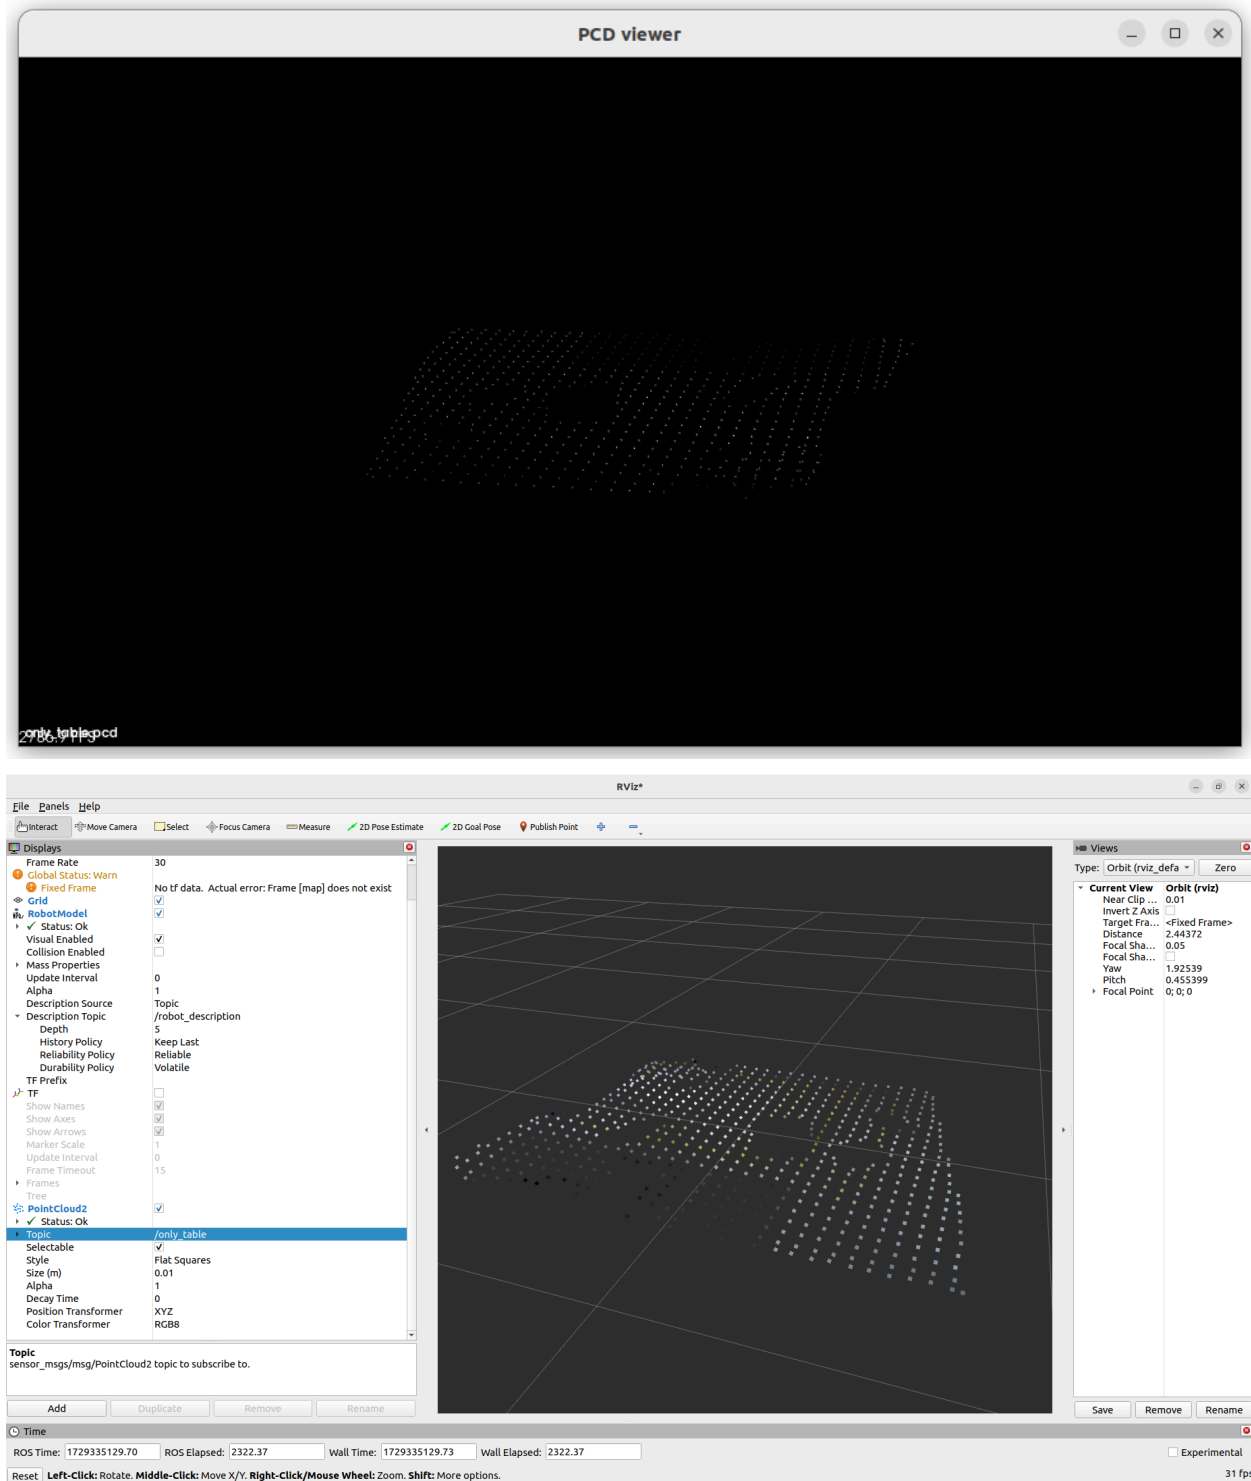 PCD viewer
only_table.pcd
RViz*
File Panels Help
Interact Move Camera Select Focus Camera Measure 2D Pose Estimate 2D Goal Pose Publish Point
Displays
Frame Rate 30
Global Status: Warn
Fixed Frame No tf data. Actual error: Frame [map] does not exist
Grid
RobotModel
Status: Ok
Visual Enabled
Collision Enabled
Mass Properties
Update Interval 0
Alpha 1
Description Source Topic
Description Topic /robot_description
Depth 5
History Policy Keep Last
Reliability Policy Reliable
Durability Policy Volatile
TF Prefix
TF
Show Names
Show Axes
Show Arrows
Marker Scale 1
Update Interval 0
Frame Timeout 15
Frames
Tree
PointCloud2
Status: Ok
Topic /only_table
Selectable
Style Flat Squares
Size (m) 0.01
Alpha 1
Decay Time 0
Position Transformer XYZ
Color Transformer RGB8
Topic
sensor_msgs/msg/PointCloud2 topic to subscribe to.
Add Duplicate Remove Rename
Views
Type: Orbit (rviz_defa Zero
Current View Orbit (rviz)
Near Clip ... 0.01
Invert Z Axis
Target Fra... <Fixed Frame>
Distance 2.44372
Focal Sha... 0.05
Focal Sha...
Yaw 1.92539
Pitch 0.455399
Focal Point 0; 0; 0
Save Remove Rename
Time
ROS Time: 1729335129.70 ROS Elapsed: 2322.37 Wall Time: 1729335129.73 Wall Elapsed: 2322.37 Experimental
Reset Left-Click: Rotate. Middle-Click: Move X/Y. Right-Click/Mouse Wheel: Zoom. Shift: More options. 31 fps